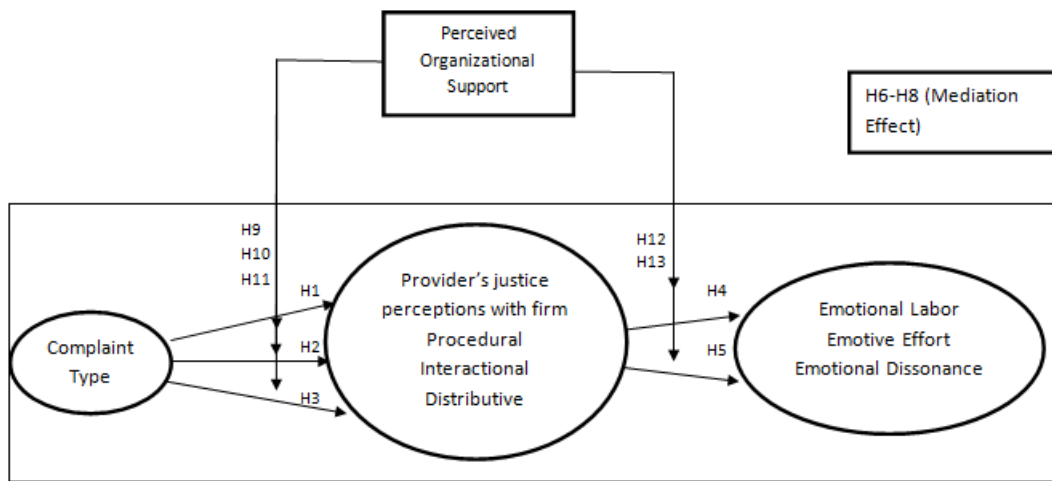 Perceived
Organizational
Support
H6-H8 (Mediation
Effect)
H9
H10
H11
H12
H13
H1
H2
H3
Complaint
Type
Provider’s justice
perceptions with firm
Procedural
Interactional
Distributive
H4
H5
Emotional Labor
Emotive Effort
Emotional Dissonance